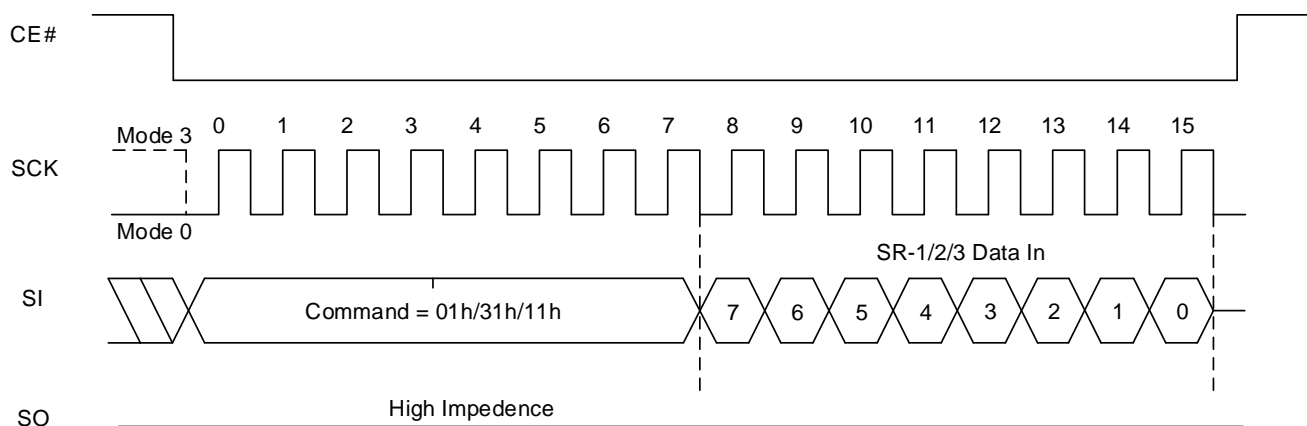 CE#
Mode 3
0 1 2 3 4 5 6 7 8 9 10 11 12 13 14 15
SCK
Mode 0
SR-1/2/3 Data In
SI
Command = 01h/31h/11h
7 6 5 4 3 2 1 0
High Impedence
SO